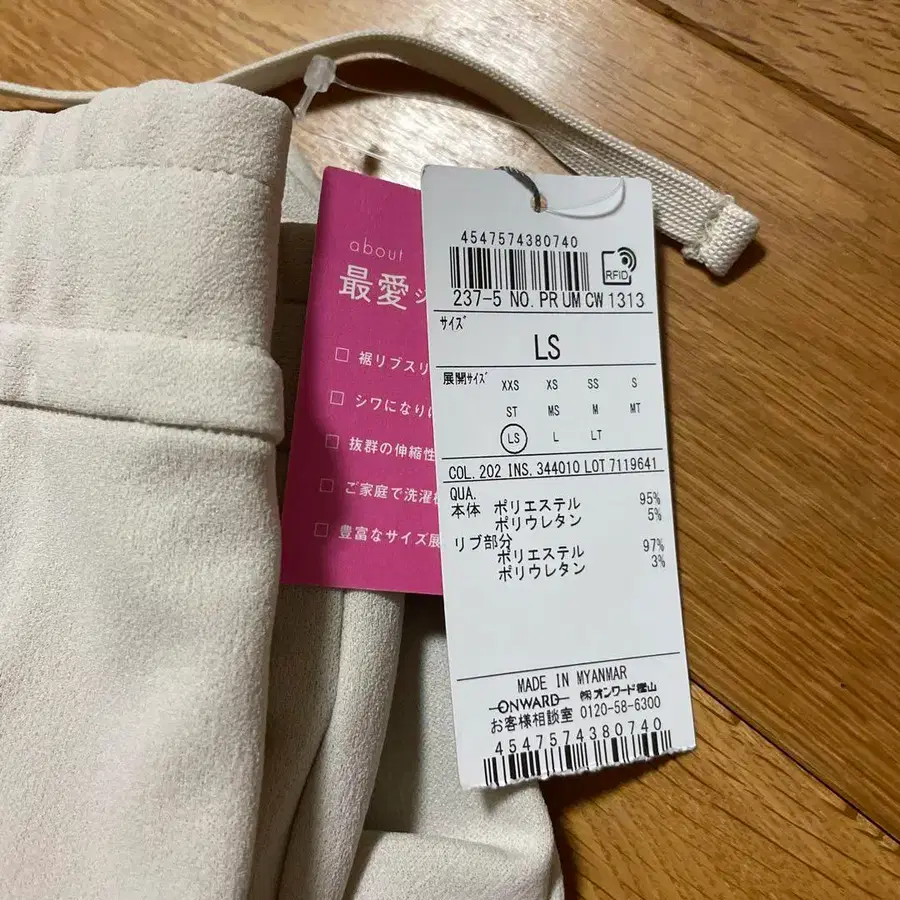 about
最愛
□ 裾リブスリ
□ シワになりに
□ 抜群の伸縮性
□ ご家庭で洗濯
□ 豊富なサイズ展
4547574380740
RFID
237-5 NO. PR UM CW 1313
サイズ
LS
展開サイズ XXS XS SS S
ST MS M MT
LS L LT
COL. 202 INS. 344010 LOT 7119641
QUA.
本体 ポリエステル 95%
ポリウレタン 5%
リブ部分
ポリエステル 97%
ポリウレタン 3%
MADE IN MYANMAR
ONWARD ㈱オンワード樫山
お客様相談室 0120-58-6300
4547574380740